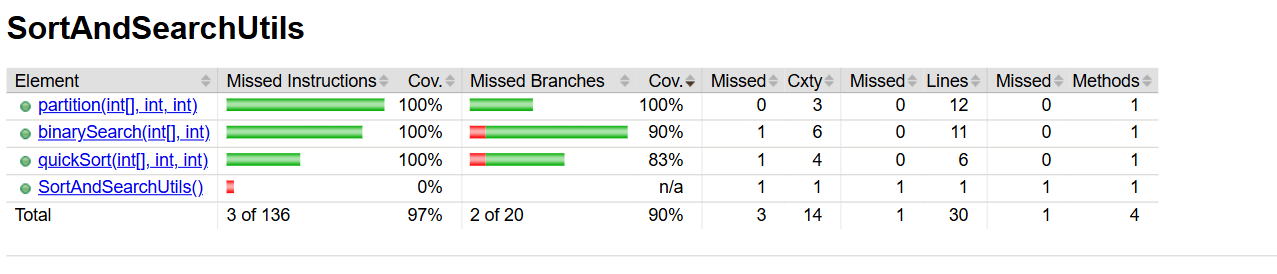 SortAndSearchUtils
Element Missed Instructions Cov. Missed Branches Cov. Missed Cxty Missed Lines Missed Methods
partition(int[], int, int) 100% 100% 0 3 0 12 0 1
binarySearch(int[], int) 100% 90% 1 6 0 11 0 1
quickSort(int[], int, int) 100% 83% 1 4 0 6 0 1
SortAndSearchUtils() 0% n/a 1 1 1 1 1 1
Total 3 of 136 97% 2 of 20 90% 3 14 1 30 1 4